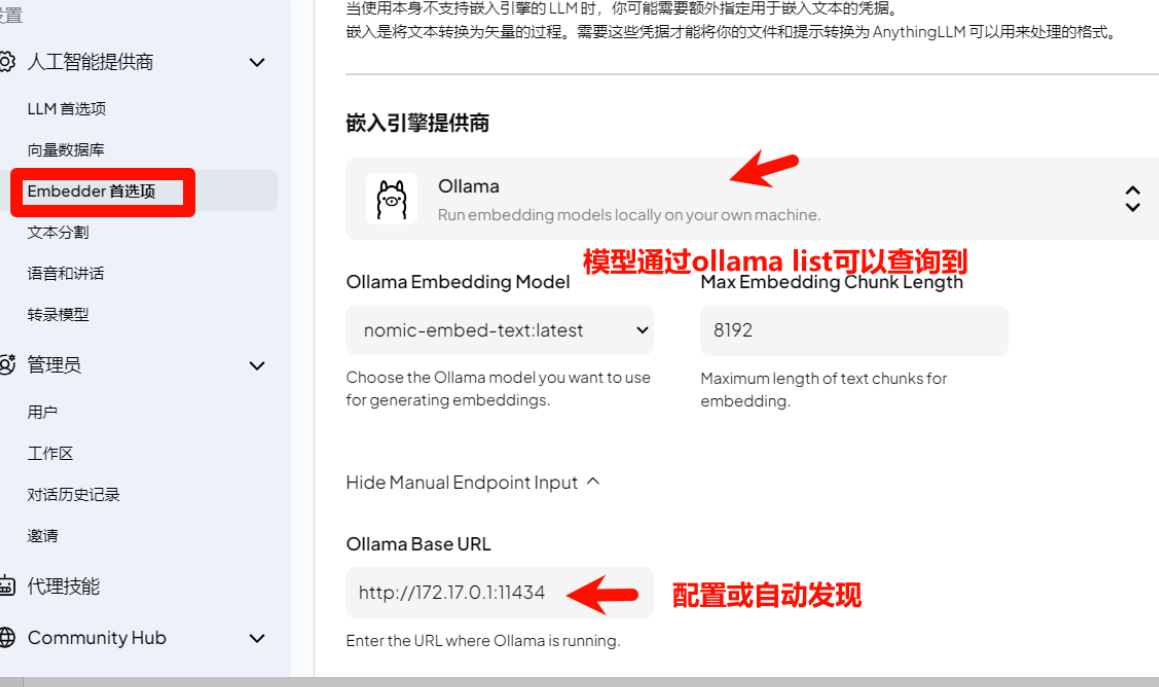 设置
当使用本身不支持嵌入引擎的 LLM 时，你可能需要额外指定用于嵌入文本的凭据。
嵌入是将文本转换为矢量的过程。需要这些凭据才能将你的文件和提示转换为 AnythingLLM 可以用来处理的格式。
人工智能提供商
LLM 首选项
向量数据库
Embedder 首选项
文本分割
语音和讲话
转录模型
管理员
用户
工作区
对话历史记录
邀请
代理技能
Community Hub
嵌入引擎提供商
Ollama
Run embedding models locally on your own machine.
模型通过ollama list可以查询到
Ollama Embedding Model
Max Embedding Chunk Length
nomic-embed-text:latest
8192
Choose the Ollama model you want to use
for generating embeddings.
Maximum length of text chunks for
embedding.
Hide Manual Endpoint Input
Ollama Base URL
http://172.17.0.1:11434
配置或自动发现
Enter the URL where Ollama is running.